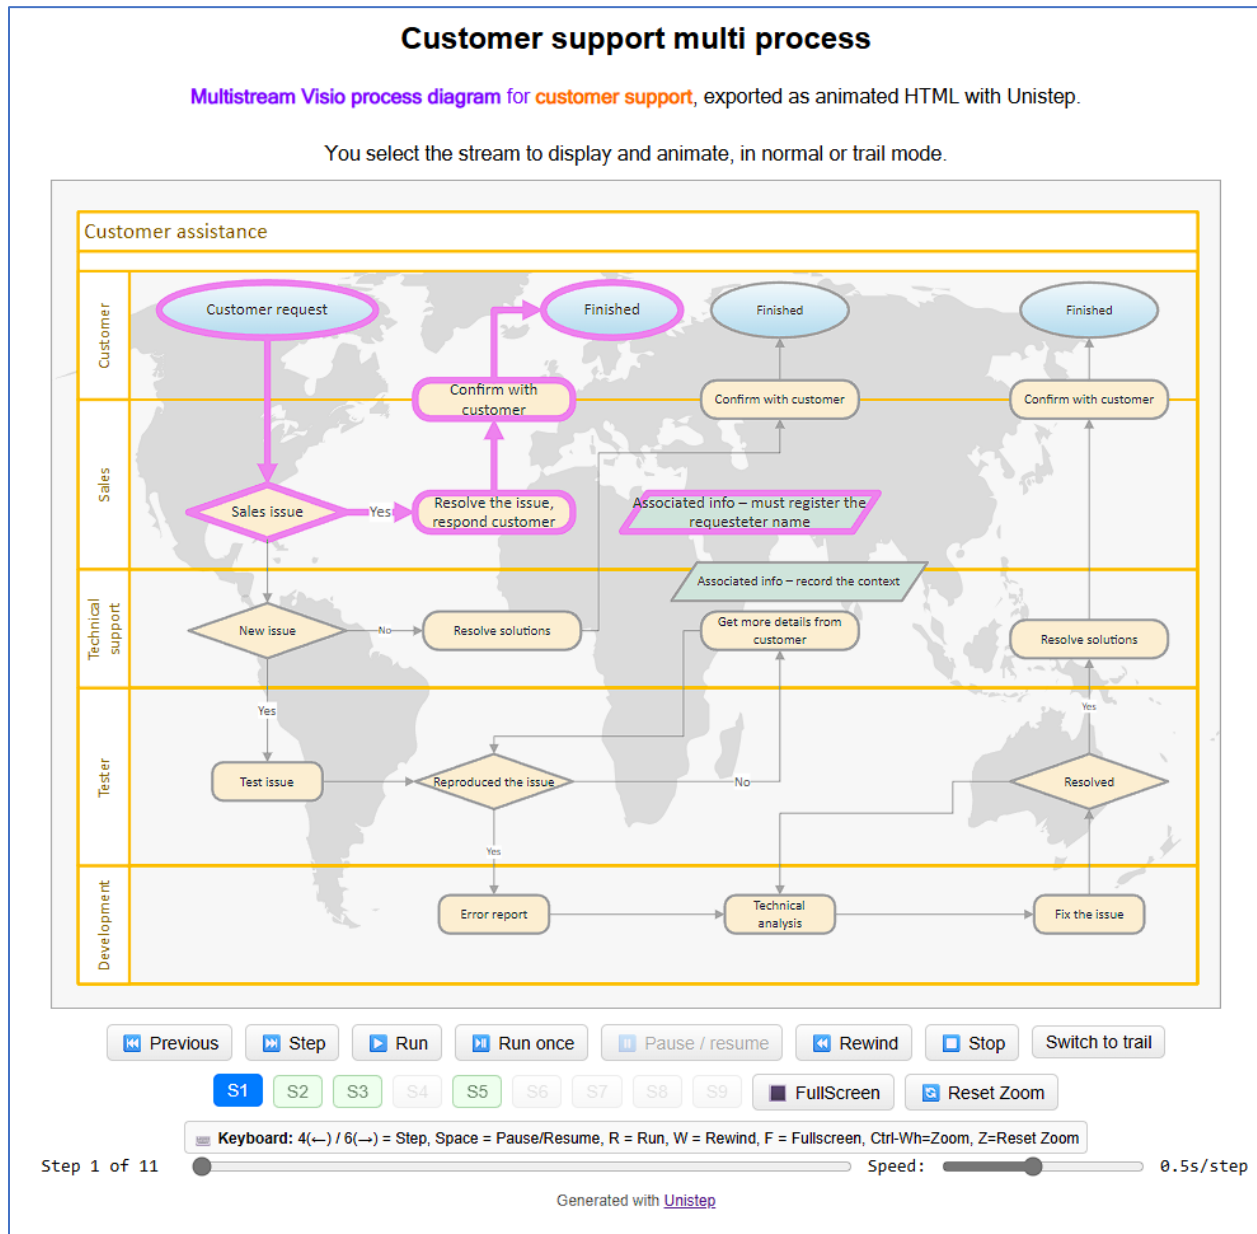 Customer support multi process
Multistream Visio process diagram for customer support, exported as animated HTML with Unistep.
You select the stream to display and animate, in normal or trail mode.
Customer assistance
Customer
Customer request
Finished
Finished
Finished
Confirm with
customer
Confirm with customer
Confirm with customer
Sales
Sales issue
Yes
Resolve the issue,
respond customer
Associated info – must register the
requesteter name
Associated info – record the context
Technical
support
New issue
No
Resolve solutions
Get more details from
customer
Resolve solutions
Yes
Yes
Tester
Test issue
Reproduced the issue
No
Resolved
Yes
Development
Error report
Technical
analysis
Fix the issue
Previous
Step
Run
Run once
Pause / resume
Rewind
Stop
Switch to trail
S1
S2
S3
S4
S5
S6
S7
S8
S9
FullScreen
Reset Zoom
Keyboard: 4(←) / 6(→) = Step, Space = Pause/Resume, R = Run, W = Rewind, F = Fullscreen, Ctrl-Wh=Zoom, Z=Reset Zoom
Step 1 of 11
Speed:
0.5s/step
Generated with Unistep